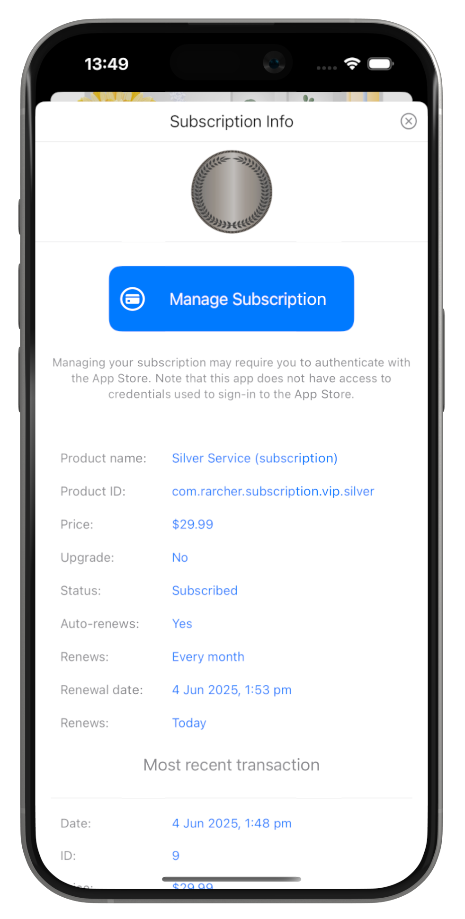 13:49
Subscription Info
Manage Subscription
Managing your subscription may require you to authenticate with
the App Store. Note that this app does not have access to
credentials used to sign-in to the App Store.
Product name: Silver Service (subscription)
Product ID: com.rarcher.subscription.vip.silver
Price: $29.99
Upgrade: No
Status: Subscribed
Auto-renews: Yes
Renews: Every month
Renewal date: 4 Jun 2025, 1:53 pm
Renews: Today
Most recent transaction
Date: 4 Jun 2025, 1:48 pm
ID: 9
Price: $29.99